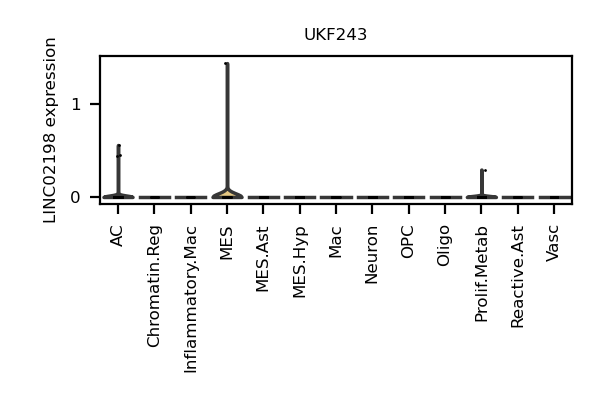 UKF243
LINC02198 expression
1
0
AC
Chromatin.Reg
Inflammatory.Mac
MES
MES.Ast
MES.Hyp
Mac
Neuron
OPC
Oligo
Prolif.Metab
Reactive.Ast
Vasc